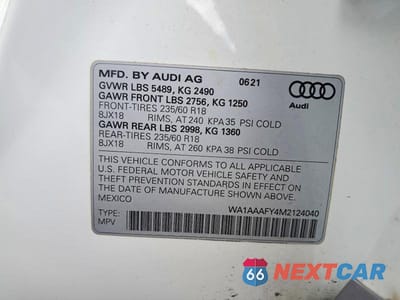 MFD. BY AUDI AG 0621
GVWR LBS 5489, KG 2490
GAWR FRONT LBS 2756, KG 1250
FRONT-TIRES 235/60 R18
8JX18 RIMS, AT 240 KPA 35 PSI COLD
GAWR REAR LBS 2998, KG 1360
REAR-TIRES 235/60 R18
8JX18 RIMS, AT 260 KPA 38 PSI COLD
Audi
THIS VEHICLE CONFORMS TO ALL APPLICABLE
U.S. FEDERAL MOTOR VEHICLE SAFETY STANDARDS
IN EFFECT ON
THE DATE OF MANUFACTURE SHOWN ABOVE.
MEXICO
WA1AAAFY4M2124040
TYPE:
MPV
66 NEXTCAR